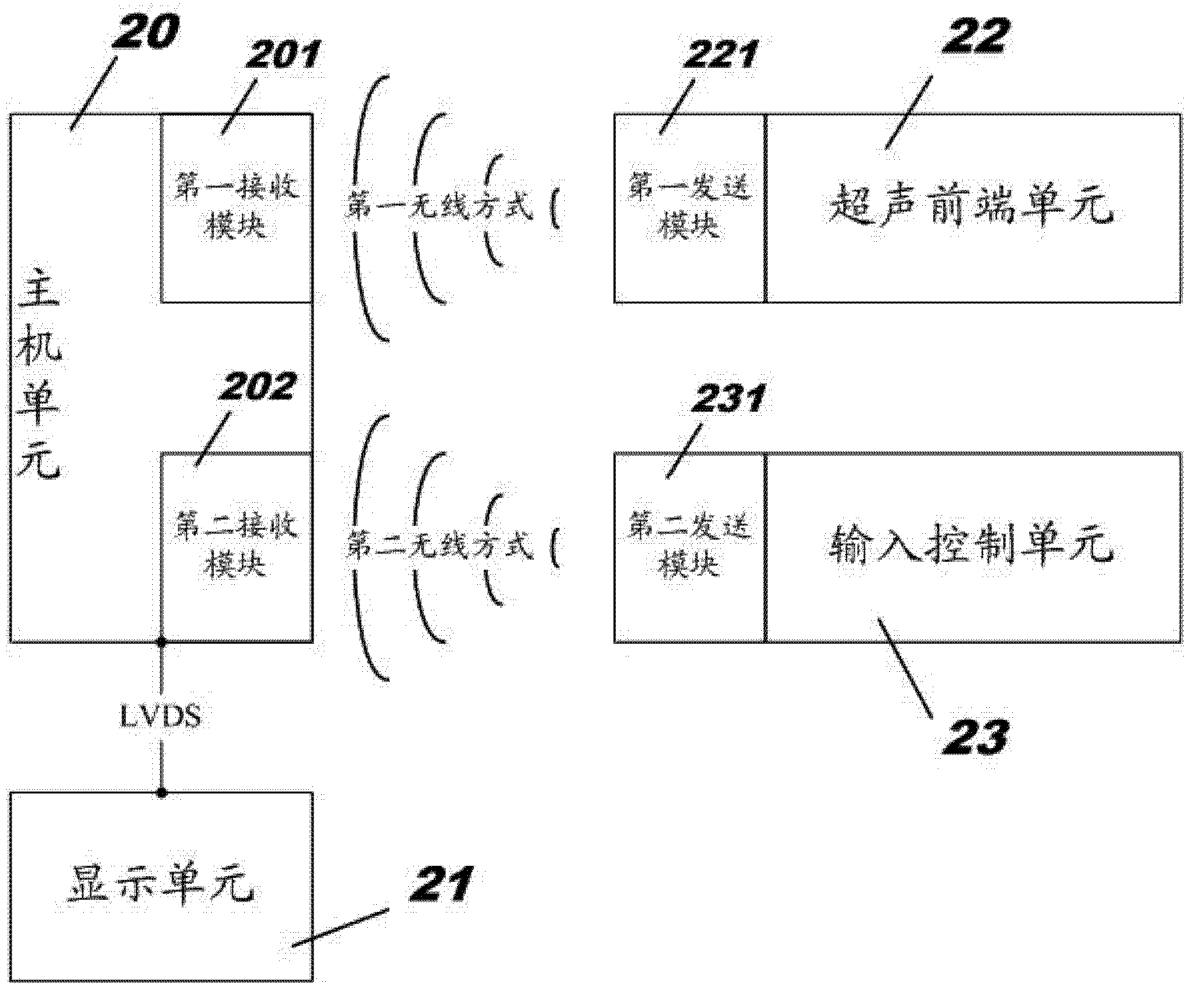 20
201
221
22
第一接收
模块
第一无线方式
第一发送
模块
超声前端单元
主
机
单
元
202
231
第二接收
模块
第二无线方式
第二发送
模块
输入控制单元
LVDS
23
显示单元
21